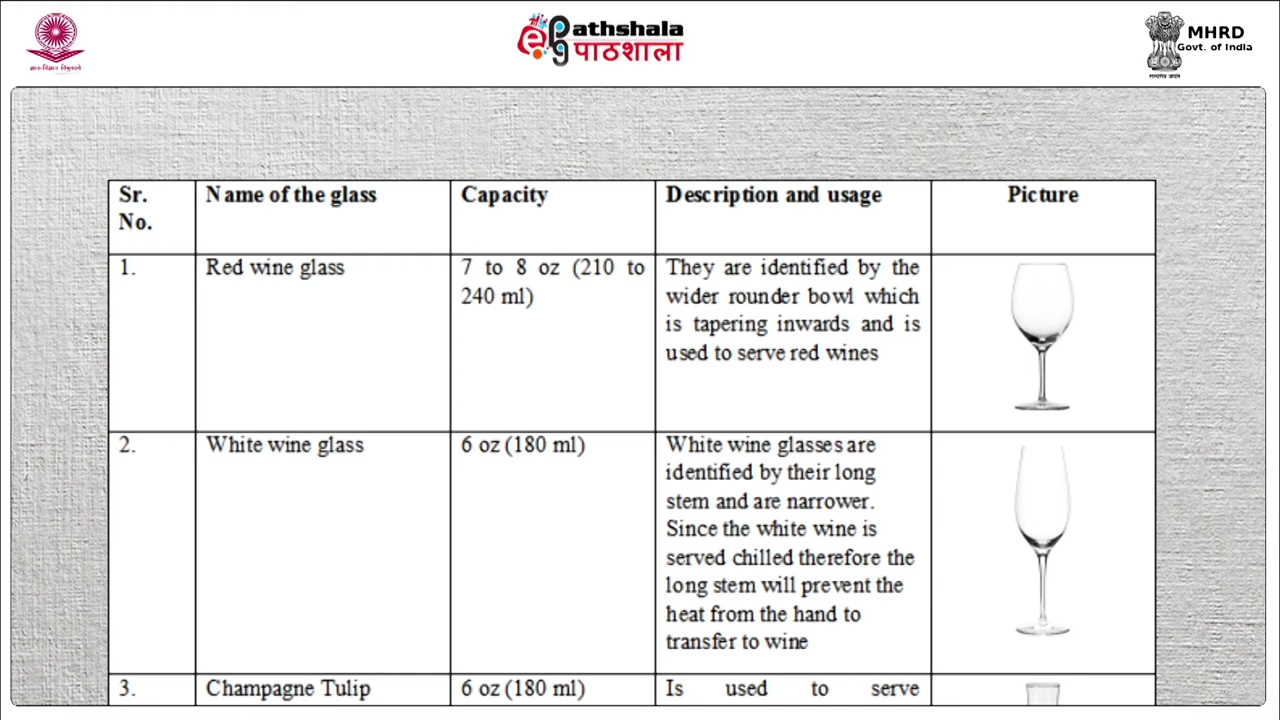 ज्ञान-विज्ञान विमुक्तये
ePG Pathshala
पाठशाला
MHRD
Govt. of India
सत्यमेव जयते
Sr. No.
Name of the glass
Capacity
Description and usage
Picture
1.
Red wine glass
7 to 8 oz (210 to
240 ml)
They are identified by the
wider rounder bowl which
is tapering inwards and is
used to serve red wines
2.
White wine glass
6 oz (180 ml)
White wine glasses are
identified by their long
stem and are narrower.
Since the white wine is
served chilled therefore the
long stem will prevent the
heat from the hand to
transfer to wine
3.
Champagne Tulip
6 oz (180 ml)
Is used to serve